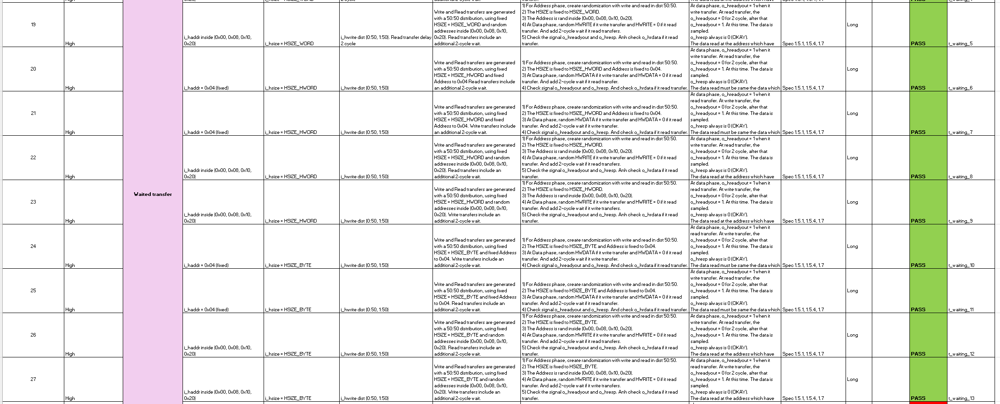 0x20}
i_hsize = HSIZE_WORD
2 cycle
additional 2-cycle wait.
transfer.
Spec 1.5.1, 1.5.4, 1.7
PASS
19
High
i_haddr inside {0x00, 0x08, 0x10,
0x20}
i_hsize = HSIZE_WORD
i_hwrite dist {0:50, 1:50}. Read transfer delay
2 cycle
Write and Read transfers are generated
with a 50:50 distribution, using fixed
HSIZE = HSIZE_WORD and random
addresses inside {0x00, 0x08, 0x10,
0x20}. Read transfers include an
additional 2-cycle wait.
1) For Address phase, create randomization with write and read in dist 50:50.
2) The HSIZE is fixed to HSIZE_WORD.
3) The Address is rand inside {0x00, 0x08, 0x10, 0x20}.
4) At Data phase, random HWRITE if it write transfer and HWRITE = 0 if it read
transfer. And add 2-cycle wait if it read transfers.
5) Check the signal o_hreadyout and o_hresp. Anh check o_hrdata if it read
transfer.
At data phase, o_hreadyout = 1 when it
write transfer. At read transfer, the
o_hreadyout = 0 for 2 cycle, after that
o_hreadyout = 1. At this time. The data is
sampled.
o_hresp always is 0 (OKAY).
The data read at the address which have
Spec 1.5.1, 1.5.4, 1.7
Long
PASS
t_waiting_5
20
High
i_haddr = 0x04 (fixed)
i_hsize = HSIZE_HWORD
i_hwrite dist {0:50, 1:50}
Write and Read transfers are generated
with a 50:50 distribution, using fixed
HSIZE = HSIZE_HWORD and fixed
Address to 0x04 Read transfers include
an additional 2-cycle wait.
1) For Address phase, create randomizatiion with write and read in dist 50:50.
2) The HSIZE is fixed to HSIZE_HWORD and Address is fixed to 0x04.
3) At Data phase, random HWDATA if it write transfer and HWDATA = 0 if it read
transfer. And add 2-cycle wait if it read transfer.
4) Check signal o_hreadyout and o_hresp. And check o_hrdata if it read transfer.
At data phase, o_hreadyout = 1 when it
write transfer. At read transfer, the
o_hreadyout = 0 for 2 cycle, after that
o_hreadyout = 1. At this time. The data is
sampled.
o_hresp always is 0 (OKAY).
The data read must be same the data which
Spec 1.5.1, 1.5.4, 1.7
Long
PASS
t_waiting_6
21
High
i_haddr = 0x04 (fixed)
i_hsize = HSIZE_HWORD
i_hwrite dist {0:50, 1:50}
Write and Read transfers are generated
with a 50:50 distribution, using fixed
HSIZE = HSIZE_HWORD and fixed
Address to 0x04. Write transfers include
an additional 2-cycle wait.
1) For Address phase, create randomizatiion with write and read in dist 50:50.
2) The HSIZE is fixed to HSIZE_HWORD and Address is fixed to 0x04.
3) At Data phase, random HWDATA if it write transfer and HWDATA = 0 if it read
transfer. And add 2-cycle wait if it write transfer.
4) Check signal o_hreadyout and o_hresp. And check o_hrdata if it read transfer.
At data phase, o_hreadyout = 1 when it
read transfer. At write transfer, the
o_hreadyout = 0 for 2 cycle, after that
o_hreadyout = 1. At this time. The data is
sampled.
o_hresp always is 0 (OKAY).
The data read must be same the data which
Spec 1.5.1, 1.5.4, 1.7
Long
PASS
t_waiting_7
22
High
i_haddr inside {0x00, 0x08, 0x10,
0x20}
i_hsize = HSIZE_HWORD
i_hwrite dist {0:50, 1:50}
Write and Read transfers are generated
with a 50:50 distribution, using fixed
HSIZE = HSIZE_HWORD and random
addresses inside {0x00, 0x08, 0x10,
0x20}. Read transfers include an
additional 2-cycle wait.
1) For Address phase, create randomization with write and read in dist 50:50.
2) The HSIZE is fixed to HSIZE_HWORD.
3) The Address is rand inside {0x00, 0x08, 0x10, 0x20}.
4) At Data phase, random HWRITE if it write transfer and HWRITE = 0 if it read
transfer. And add 2-cycle wait if it read transfers.
5) Check the signal o_hreadyout and o_hresp. Anh check o_hrdata if it read
transfer.
At data phase, o_hreadyout = 1 when it
write transfer. At read transfer, the
o_hreadyout = 0 for 2 cycle, after that
o_hreadyout = 1. At this time. The data is
sampled.
o_hresp always is 0 (OKAY).
The data read at the address which have
Spec 1.5.1, 1.5.4, 1.7
Long
PASS
t_waiting_8
Waited transfer
23
High
i_haddr inside {0x00, 0x08, 0x10,
0x20}
i_hsize = HSIZE_HWORD
i_hwrite dist {0:50, 1:50}
Write and Read transfers are generated
with a 50:50 distribution, using fixed
HSIZE = HSIZE_HWORD and random
addresses inside {0x00, 0x08, 0x10,
0x20}. Write transfers include an
additional 2-cycle wait.
1) For Address phase, create randomization with write and read in dist 50:50.
2) The HSIZE is fixed to HSIZE_HWORD.
3) The Address is rand inside {0x00, 0x08, 0x10, 0x20}.
4) At Data phase, random HWRITE if it write transfer and HWRITE = 0 if it read
transfer. And add 2-cycle wait if it write transfers.
5) Check the signal o_hreadyout and o_hresp. Anh check o_hrdata if it read
transfer.
At data phase, o_hreadyout = 1 when it
read transfer. At write transfer, the
o_hreadyout = 0 for 2 cycle, after that
o_hreadyout = 1. At this time. The data is
sampled.
o_hresp always is 0 (OKAY).
The data read at the address which have
Spec 1.5.1, 1.5.4, 1.7
Long
PASS
t_waiting_9
24
High
i_haddr = 0x04 (fixed)
i_hsize = HSIZE_BYTE
i_hwrite dist {0:50, 1:50}
Write and Read transfers are generated
with a 50:50 distribution, using fixed
HSIZE = HSIZE_BYTE and fixed Address
to 0x04. Write transfers include an
additional 2-cycle wait.
1) For Address phase, create randomizatiion with write and read in dist 50:50.
2) The HSIZE is fixed to HSIZE_BYTE and Address is fixed to 0x04.
3) At Data phase, random HWDATA if it write transfer and HWDATA = 0 if it read
transfer. And add 2-cycle wait if it write transfer.
4) Check signal o_hreadyout and o_hresp. And check o_hrdata if it read transfer.
At data phase, o_hreadyout = 1 when it
read transfer. At write transfer, the
o_hreadyout = 0 for 2 cycle, after that
o_hreadyout = 1. At this time. The data is
sampled.
o_hresp always is 0 (OKAY).
The data read must be same the data which
Spec 1.5.1, 1.5.4, 1.7
Long
PASS
t_waiting_10
25
High
i_haddr = 0x04 (fixed)
i_hsize = HSIZE_BYTE
i_hwrite dist {0:50, 1:50}
Write and Read transfers are generated
with a 50:50 distribution, using fixed
HSIZE = HSIZE_BYTE and fixed Address
to 0x04. Read transfers include an
additional 2-cycle wait.
1) For Address phase, create randomizatiion with write and read in dist 50:50.
2) The HSIZE is fixed to HSIZE_BYTE and Address is fixed to 0x04.
3) At Data phase, random HWDATA if it write transfer and HWDATA = 0 if it read
transfer. And add 2-cycle wait if it read transfer.
4) Check signal o_hreadyout and o_hresp. And check o_hrdata if it read transfer.
At data phase, o_hreadyout = 1 when it
write transfer. At read transfer, the
o_hreadyout = 0 for 2 cycle, after that
o_hreadyout = 1. At this time. The data is
sampled.
o_hresp always is 0 (OKAY).
The data read must be same the data which
Spec 1.5.1, 1.5.4, 1.7
Long
PASS
t_waiting_11
26
High
i_haddr inside {0x00, 0x08, 0x10,
0x20}
i_hsize = HSIZE_BYTE
i_hwrite dist {0:50, 1:50}
Write and Read transfers are generated
with a 50:50 distribution, using fixed
HSIZE = HSIZE_BYTE and random
addresses inside {0x00, 0x08, 0x10,
0x20}. Read transfers include an
additional 2-cycle wait.
1) For Address phase, create randomization with write and read in dist 50:50.
2) The HSIZE is fixed to HSIZE_BYTE.
3) The Address is rand inside {0x00, 0x08, 0x10, 0x20}.
4) At Data phase, random HWRITE if it write transfer and HWRITE = 0 if it read
transfer. And add 2-cycle wait if it read transfers.
5) Check the signal o_hreadyout and o_hresp. Anh check o_hrdata if it read
transfer.
At data phase, o_hreadyout = 1 when it
write transfer. At read transfer, the
o_hreadyout = 0 for 2 cycle, after that
o_hreadyout = 1. At this time. The data is
sampled.
o_hresp always is 0 (OKAY).
The data read at the address which have
Spec 1.5.1, 1.5.4, 1.7
Long
PASS
t_waiting_12
27
High
i_haddr inside {0x00, 0x08, 0x10,
0x20}
i_hsize = HSIZE_BYTE
i_hwrite dist {0:50, 1:50}
Write and Read transfers are generated
with a 50:50 distribution, using fixed
HSIZE = HSIZE_BYTE and random
addresses inside {0x00, 0x08, 0x10,
0x20}. Write transfers include an
additional 2-cycle wait.
1) For Address phase, create randomization with write and read in dist 50:50.
2) The HSIZE is fixed to HSIZE_BYTE.
3) The Address is rand inside {0x00, 0x08, 0x10, 0x20}.
4) At Data phase, random HWRITE if it write transfer and HWRITE = 0 if it read
transfer. And add 2-cycle wait if it write transfers.
5) Check the signal o_hreadyout and o_hresp. Anh check o_hrdata if it read
transfer.
At data phase, o_hreadyout = 1 when it
read transfer. At write transfer, the
o_hreadyout = 0 for 2 cycle, after that
o_hreadyout = 1. At this time. The data is
sampled.
o_hresp always is 0 (OKAY).
The data read at the address which have
Spec 1.5.1, 1.5.4, 1.7
Long
PASS
t_waiting_13